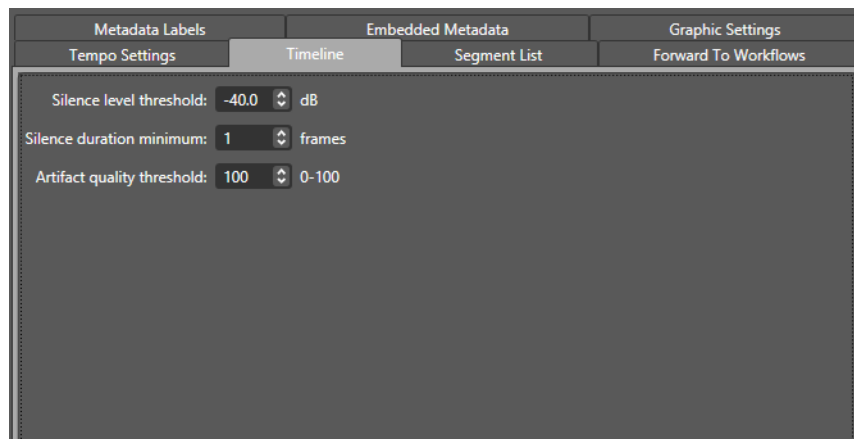 Metadata Labels Embedded Metadata Graphic Settings
Tempo Settings Timeline Segment List Forward To Workflows
Silence level threshold: -40.0 dB
Silence duration minimum: 1 frames
Artifact quality threshold: 100 0-100